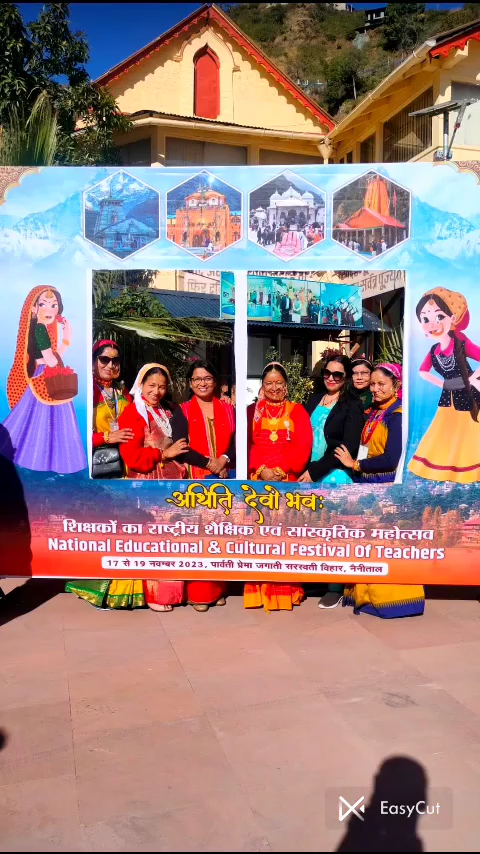 अथिति देवो भवः
शिक्षकों का राष्ट्रीय शैक्षिक एवं सांस्कृतिक महोत्सव
National Educational & Cultural Festival Of Teachers
17 से 19 नवम्बर 2023, पार्वती प्रेमा जगाती सरस्वती विहार, नैनीताल
EasyCut